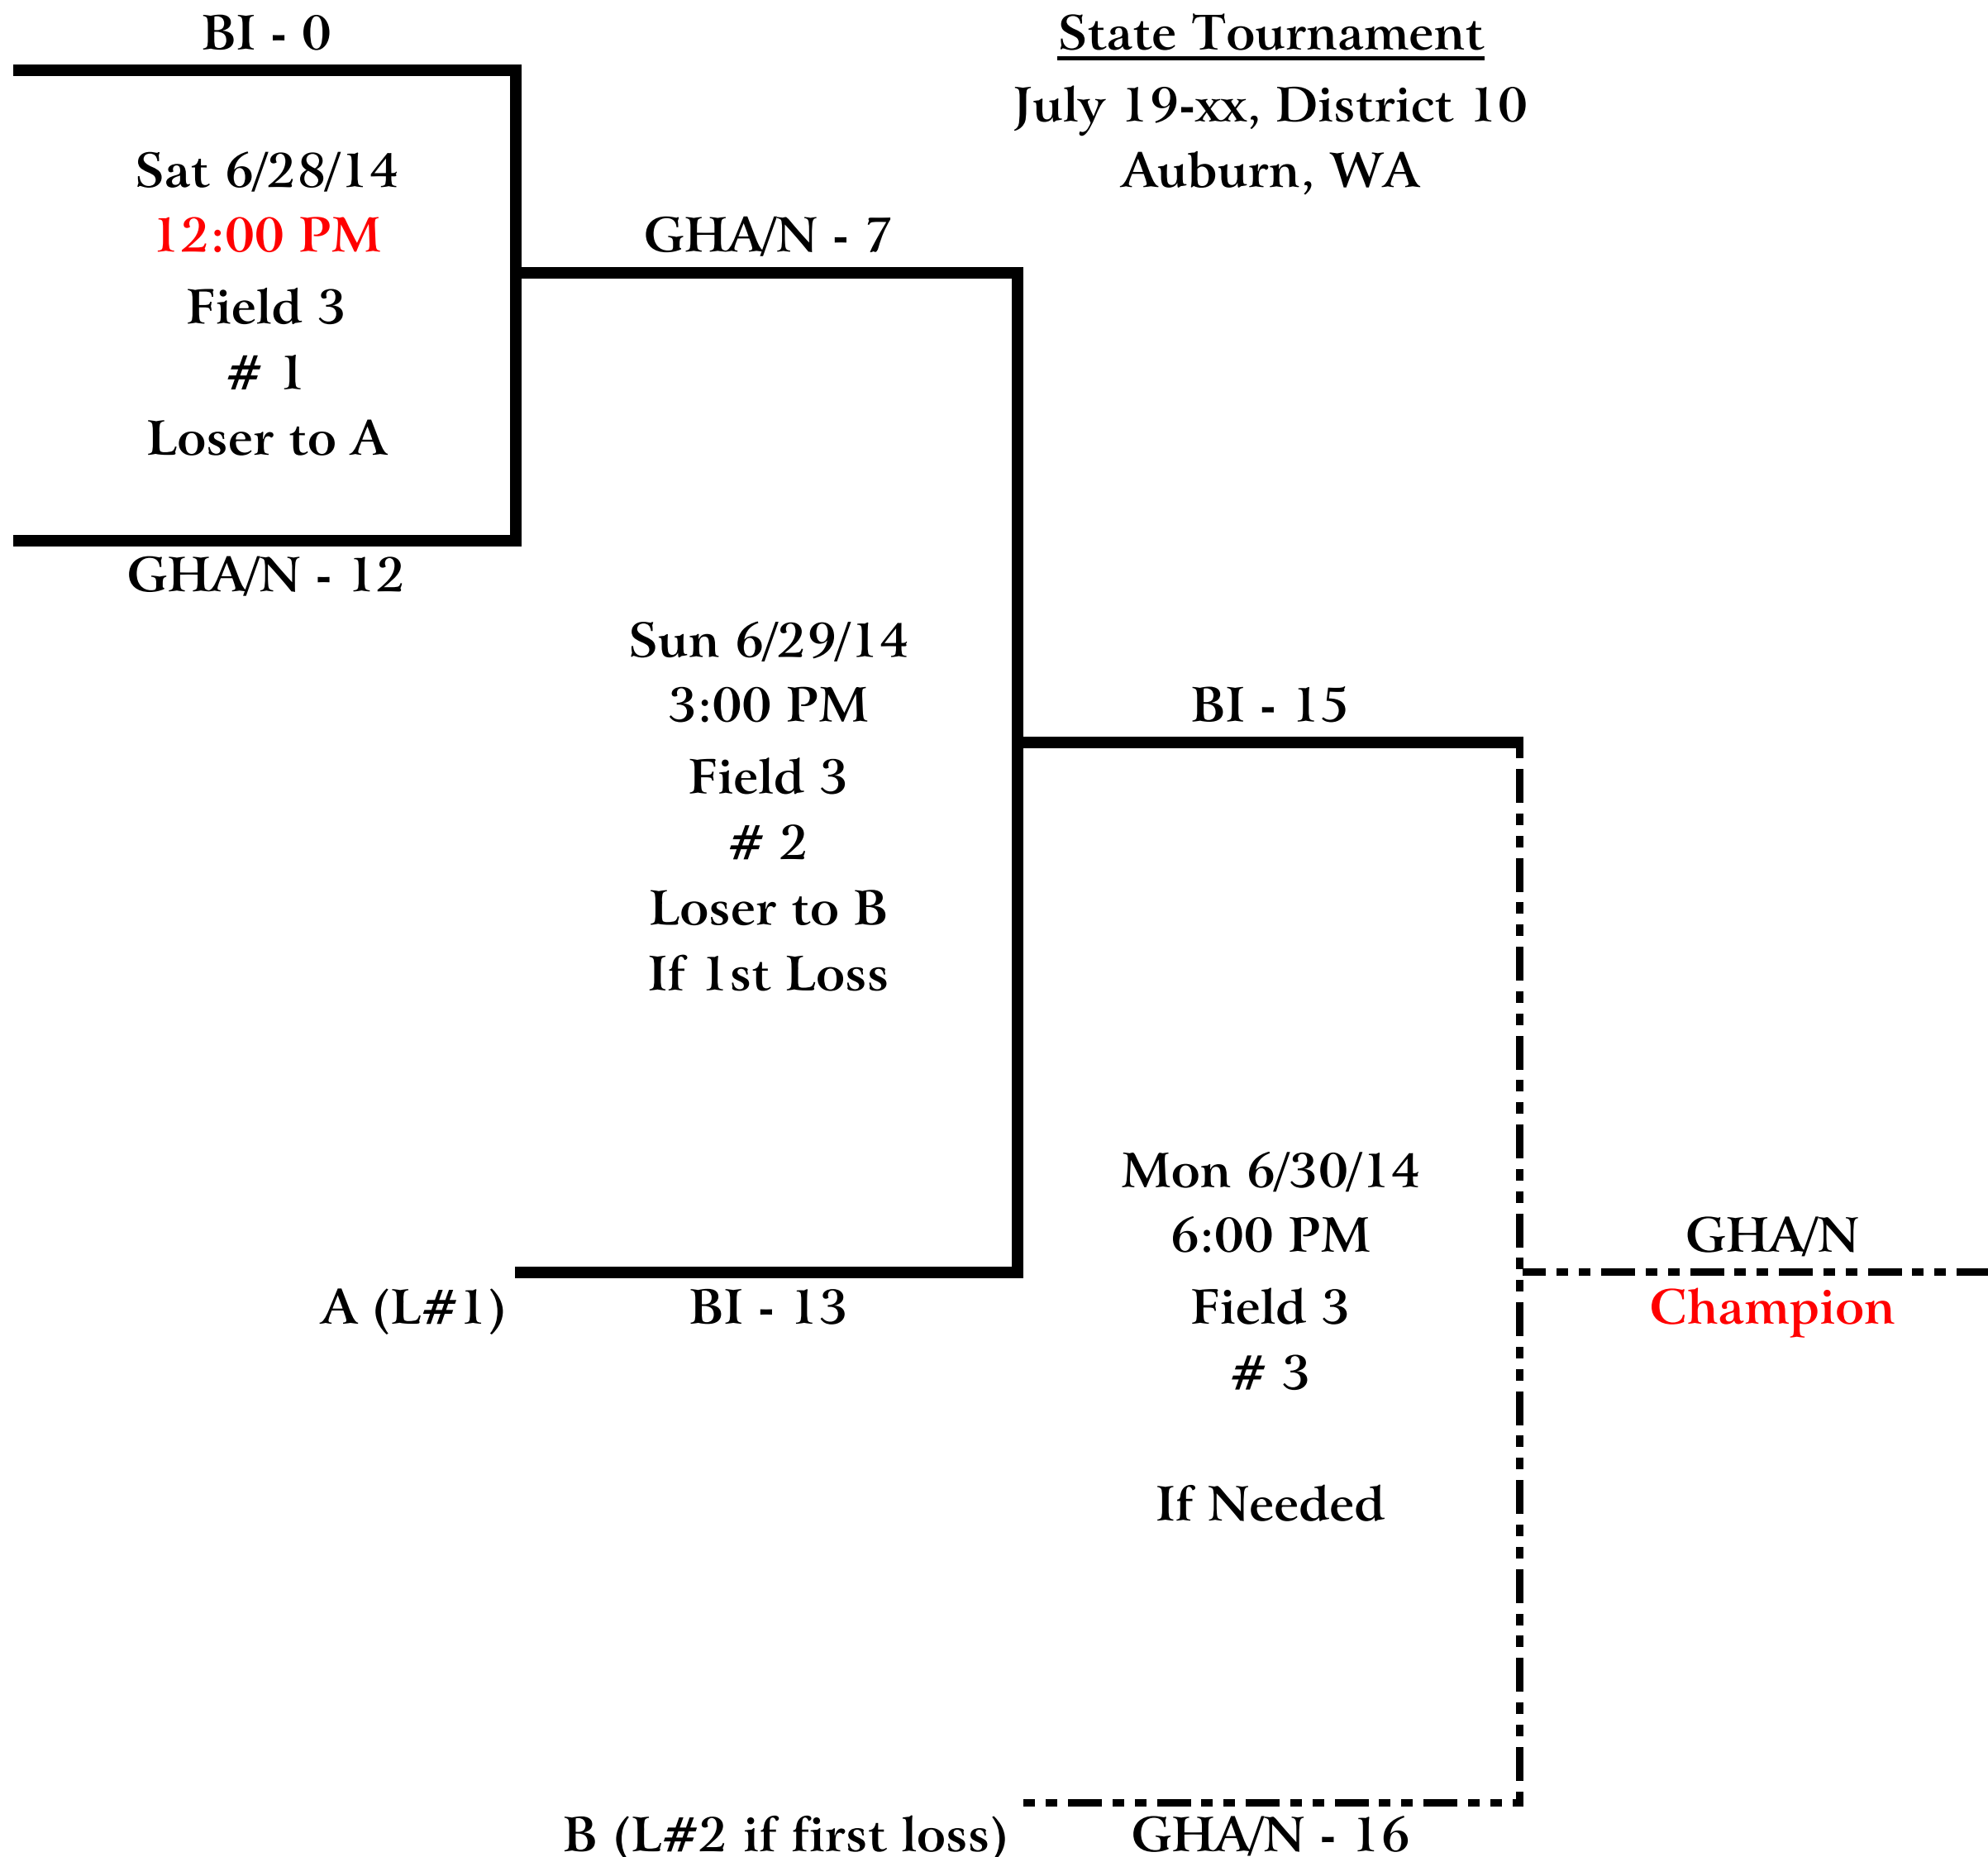 BI - 0
State Tournament
July 19-xx, District 10
Auburn, WA
Sat 6/28/14
12:00 PM
Field 3
# 1
Loser to A
GHA/N - 7
GHA/N - 12
Sun 6/29/14
3:00 PM
Field 3
# 2
Loser to B
If 1st Loss
BI - 15
A (L#1)
BI - 13
Mon 6/30/14
6:00 PM
Field 3
# 3
If Needed
GHA/N
Champion
B (L#2 if first loss)
GHA/N - 16